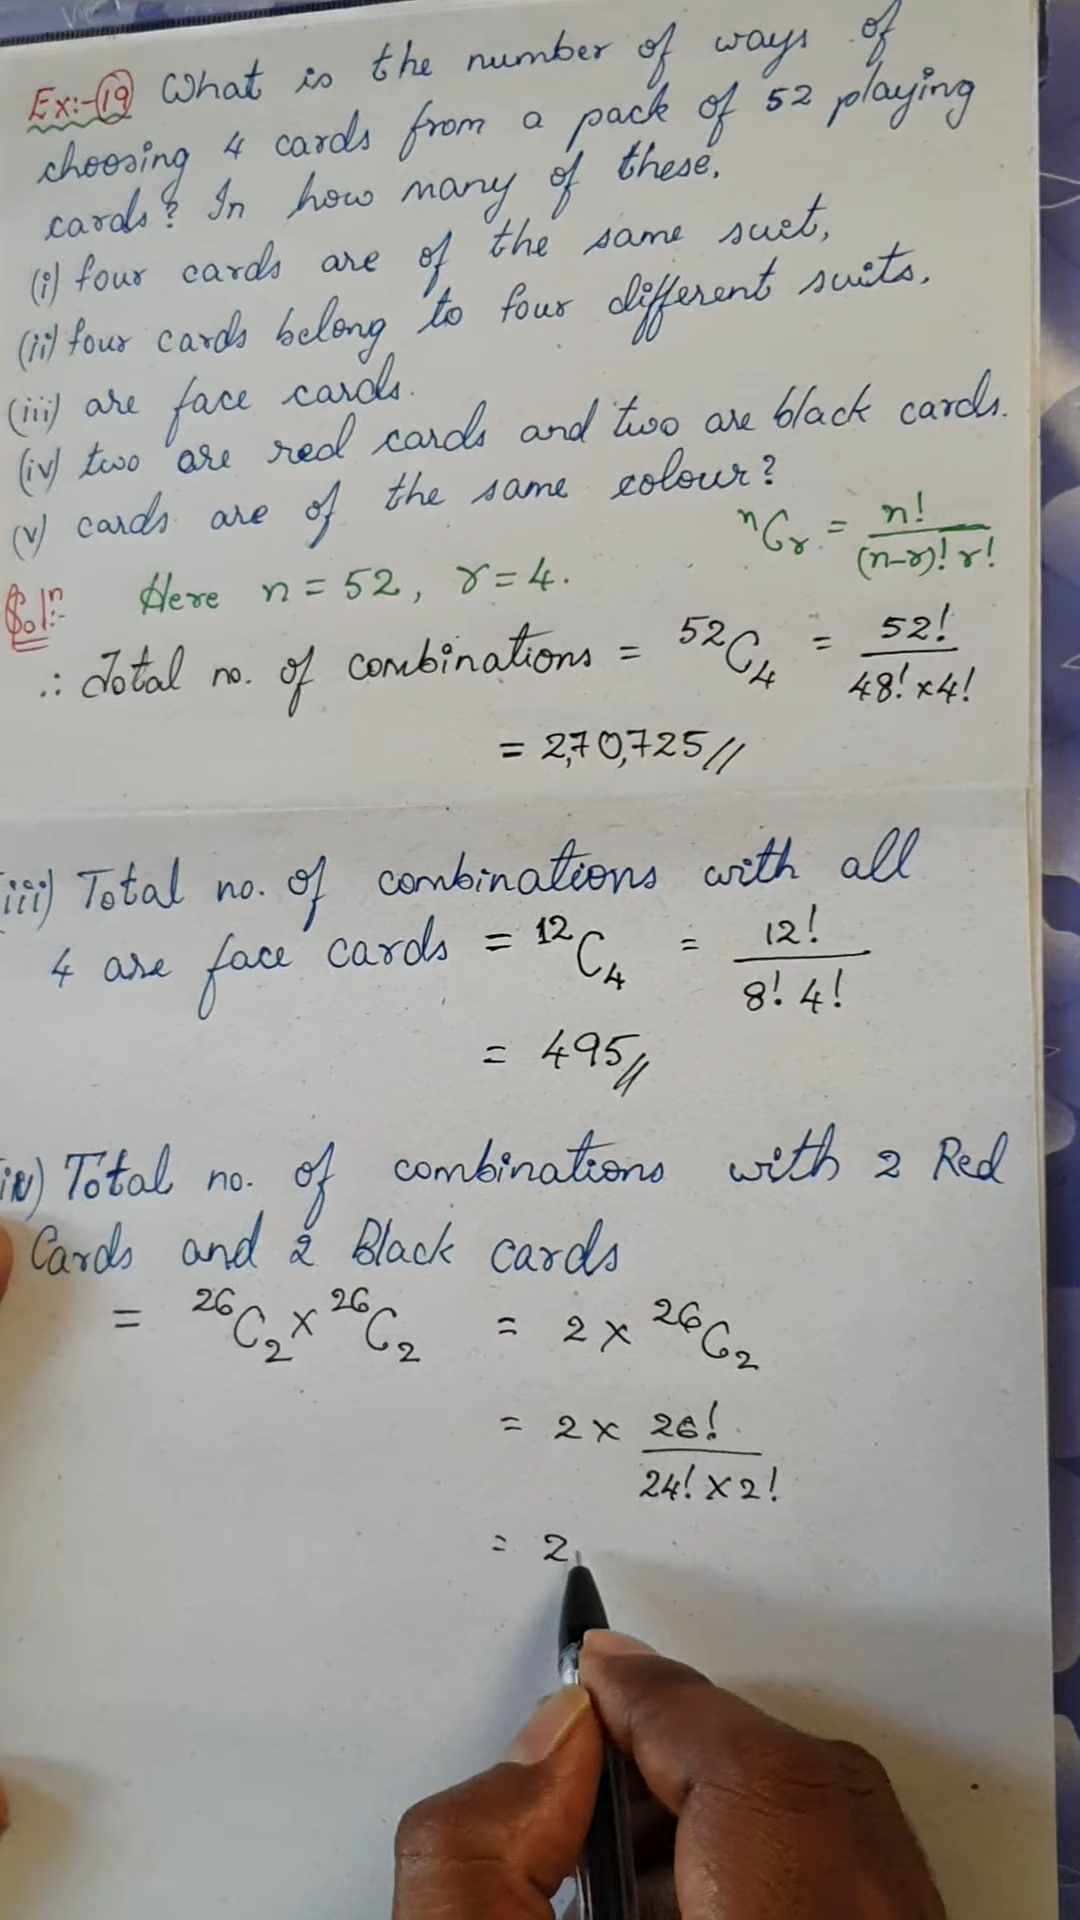 Ex:-19 What is the number of ways of
choosing 4 cards from a pack of 52 playing
cards? In how many of these,
(i) four cards are of the same suit,
(ii) four cards belong to four different suits,
(iii) are face cards.
(iv) two are red cards and two are black cards.
(v) cards are of the same colour?
ⁿCᵣ = n!/(n-r)! r!
Solⁿ:- Here n = 52, r = 4.
∴ Total no. of combinations = ⁵²C₄ = 52!/48! × 4!
= 2,70,725//
iii) Total no. of combinations with all
4 are face cards = ¹²C₄ = 12!/8! 4!
= 495//
iv) Total no. of combinations with 2 Red
Cards and 2 Black cards
= ²⁶C₂ × ²⁶C₂ = 2 × ²⁶C₂
= 2 × 26!/24! × 2!
= 2